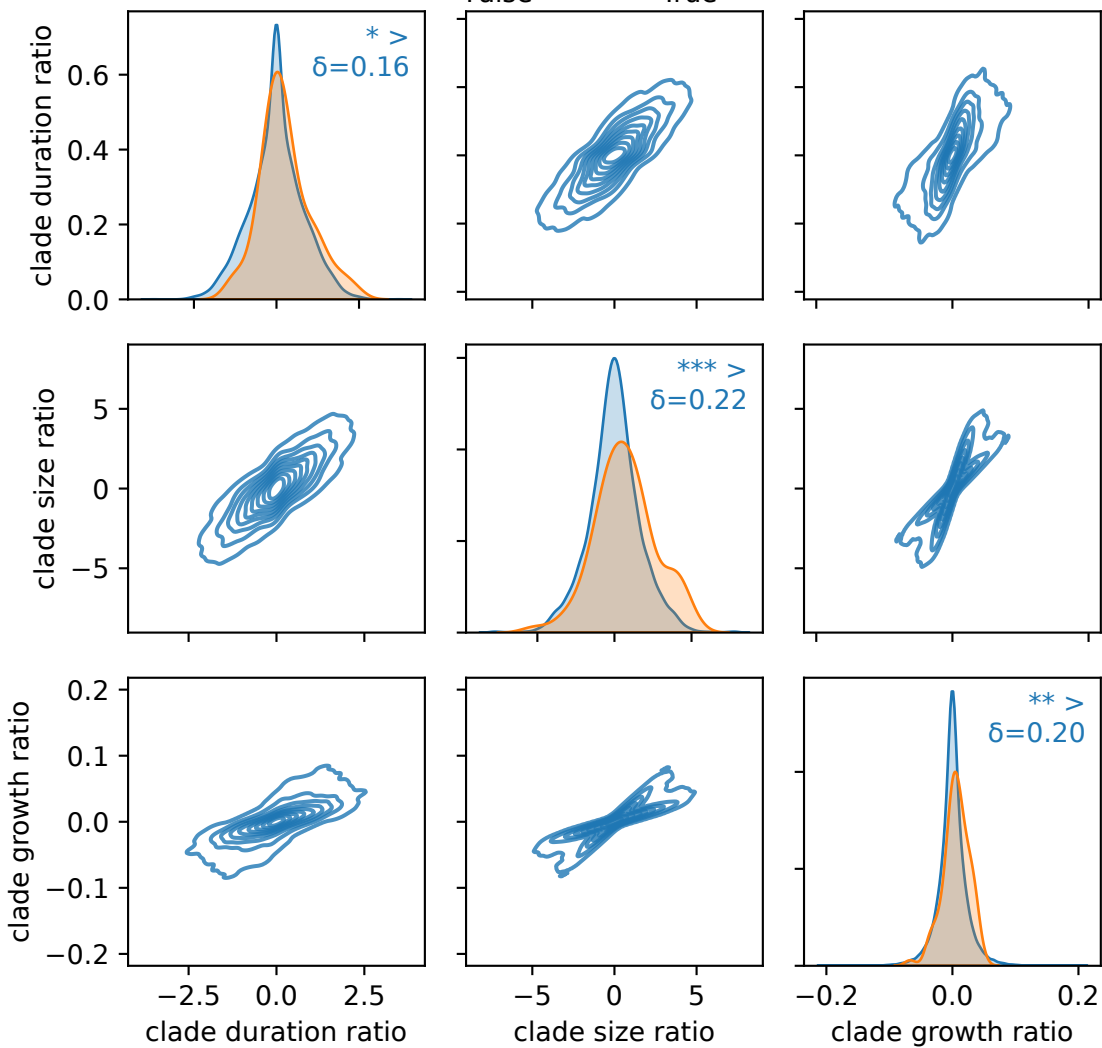 clade duration ratio
0.6
0.4
0.2
0.0
* >
δ=0.16
clade size ratio
5
0
−5
*** >
δ=0.22
clade growth ratio
0.2
0.1
0.0
−0.1
−0.2
** >
δ=0.20
−2.5 0.0 2.5
−5 0 5
−0.2 0.0 0.2
clade duration ratio
clade size ratio
clade growth ratio